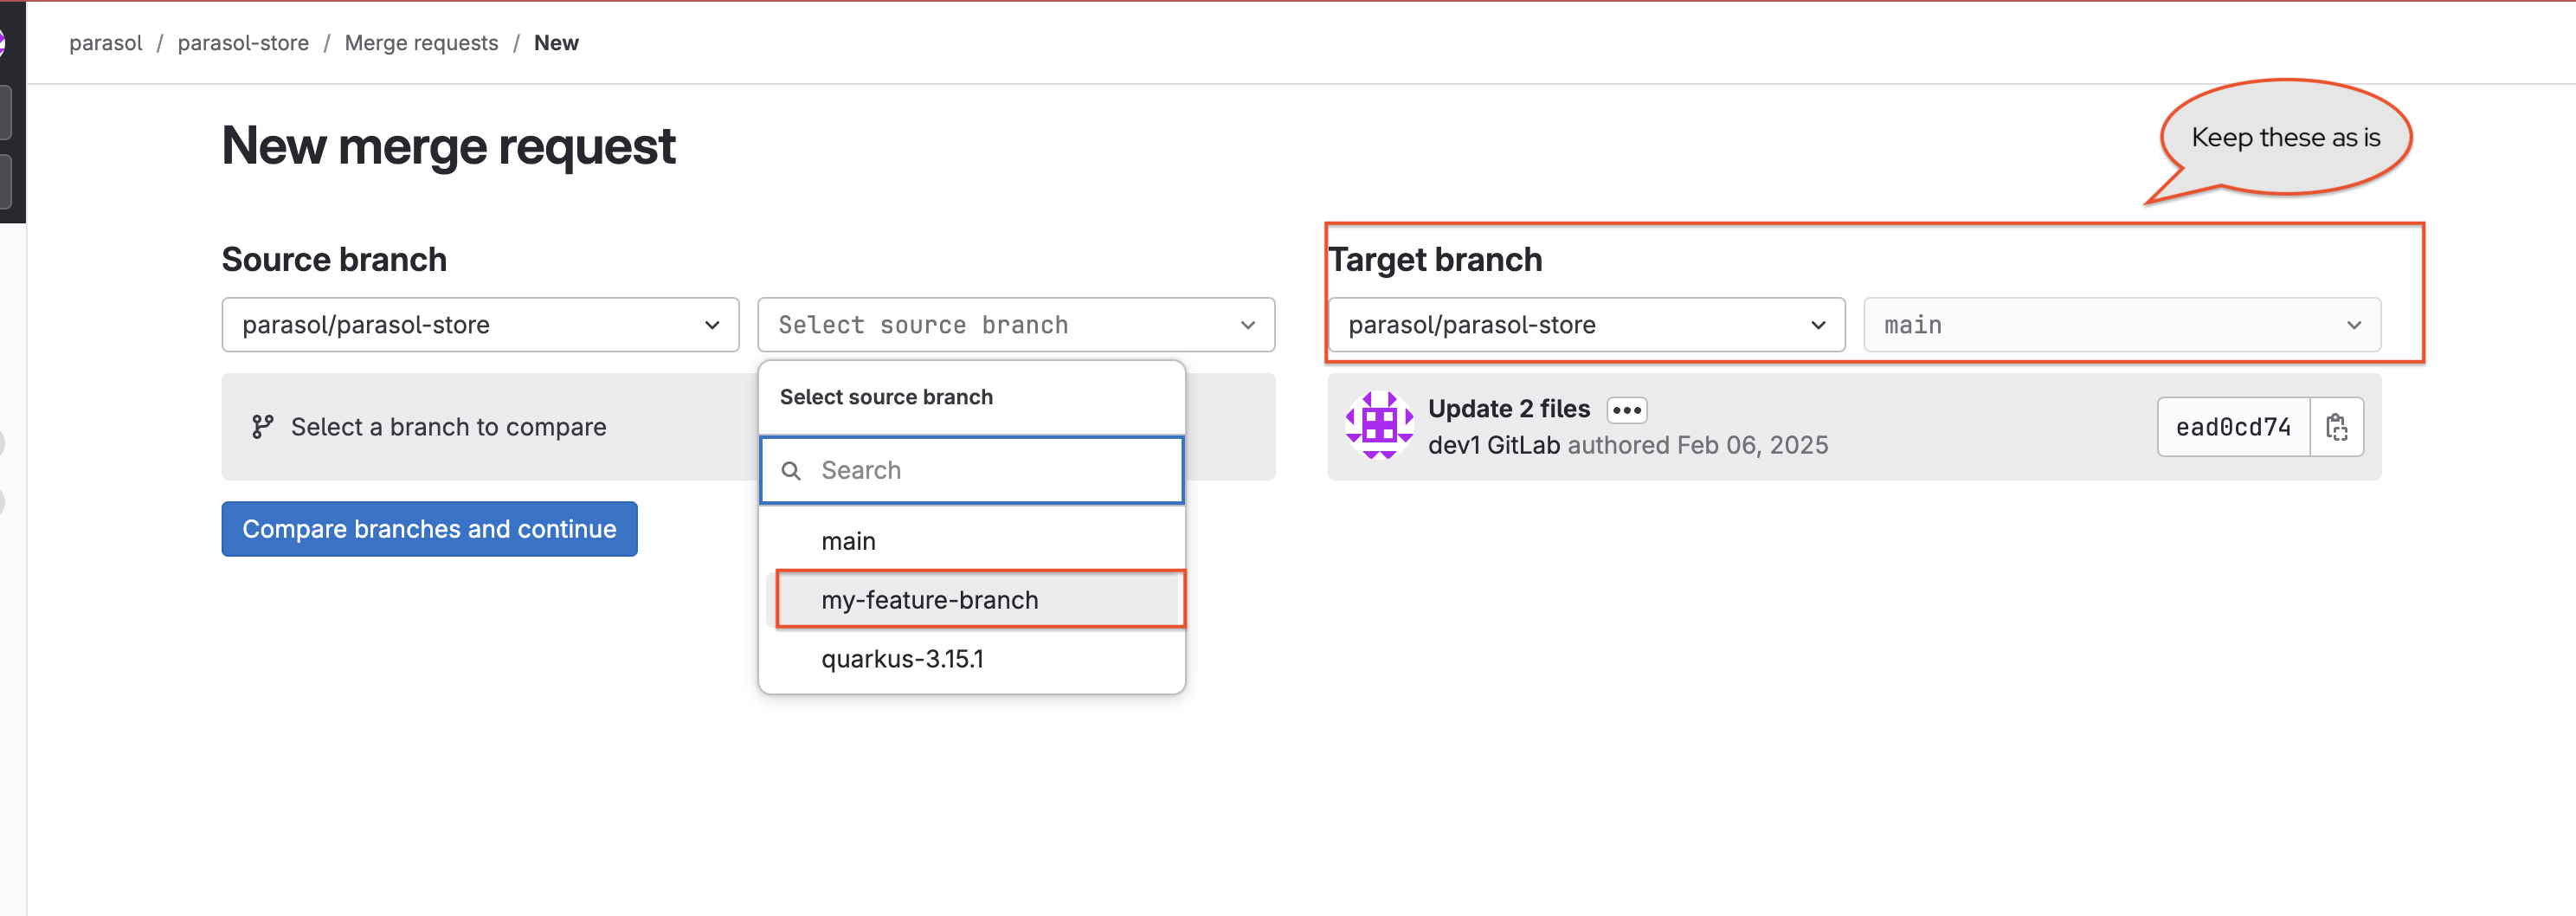 parasol / parasol-store / Merge requests / New
Keep these as is
New merge request
Source branch
parasol/parasol-store
Select source branch
Select a branch to compare
Select source branch
Search
main
my-feature-branch
quarkus-3.15.1
Compare branches and continue
Target branch
parasol/parasol-store
main
Update 2 files
dev1 GitLab authored Feb 06, 2025
ead0cd74